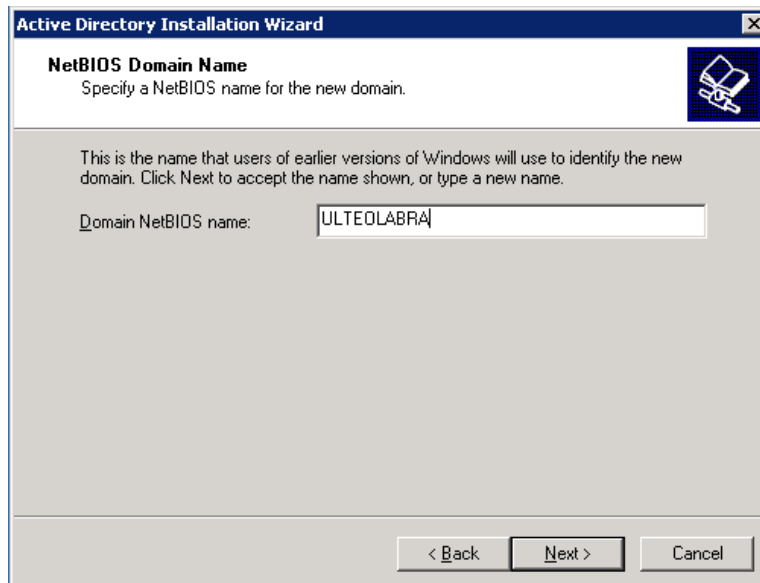 Active Directory Installation Wizard
NetBIOS Domain Name
Specify a NetBIOS name for the new domain.
This is the name that users of earlier versions of Windows will use to identify the new
domain. Click Next to accept the name shown, or type a new name.
Domain NetBIOS name: ULTEOLABRA
< Back Next > Cancel